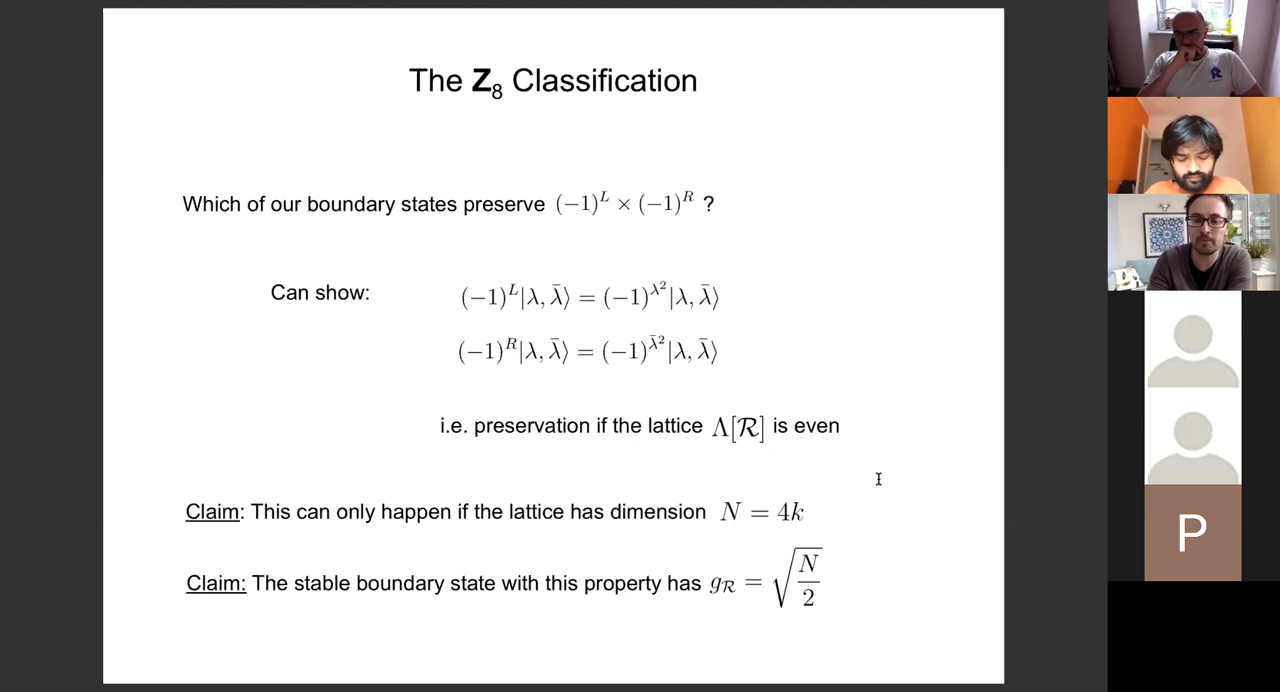 The Z₈ Classification
Which of our boundary states preserve (−1)^L × (−1)^R ?
Can show: (−1)^L|λ, λ̄⟩ = (−1)^{λ²}|λ, λ̄⟩
(−1)^R|λ, λ̄⟩ = (−1)^{λ̄²}|λ, λ̄⟩
i.e. preservation if the lattice Λ[ℛ] is even
Claim: This can only happen if the lattice has dimension N = 4k
Claim: The stable boundary state with this property has g_ℛ = √(N/2)
P